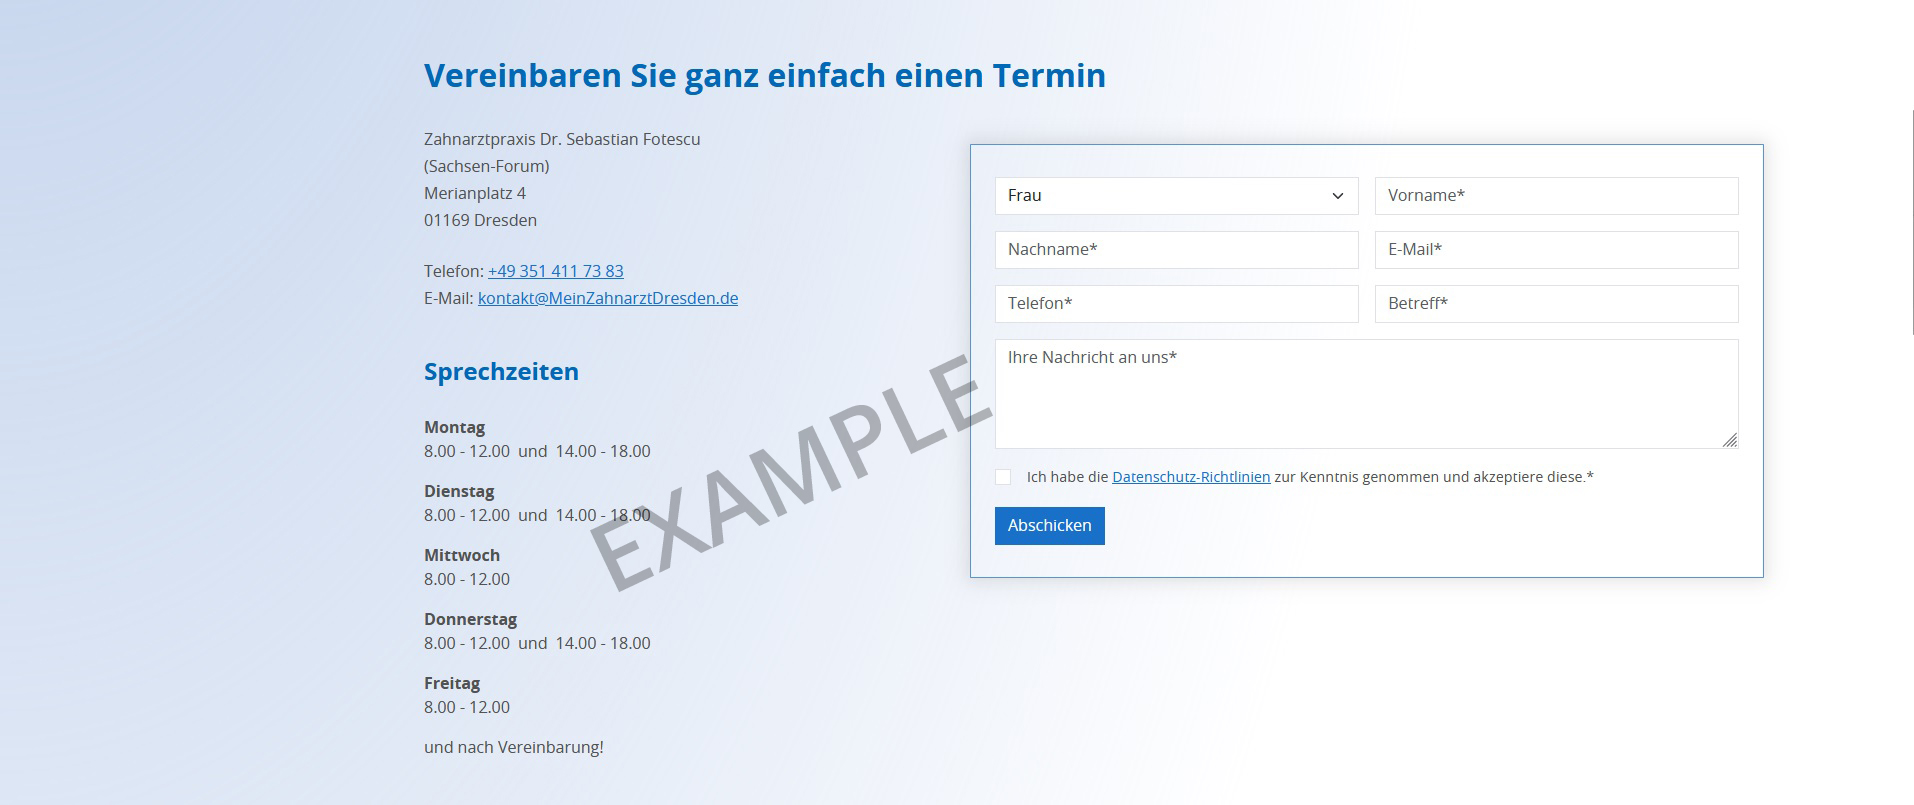 Vereinbaren Sie ganz einfach einen Termin
Zahnarztpraxis Dr. Sebastian Fotescu
(Sachsen-Forum)
Merianplatz 4
01169 Dresden
Telefon: +49 351 411 73 83
E-Mail: kontakt@MeinZahnarztDresden.de
Sprechzeiten
Montag
8.00 - 12.00  und  14.00 - 18.00
Dienstag
8.00 - 12.00  und  14.00 - 18.00
Mittwoch
8.00 - 12.00
Donnerstag
8.00 - 12.00  und  14.00 - 18.00
Freitag
8.00 - 12.00
und nach Vereinbarung!
EXAMPLE
Frau
Vorname*
Nachname*
E-Mail*
Telefon*
Betreff*
Ihre Nachricht an uns*
Ich habe die Datenschutz-Richtlinien zur Kenntnis genommen und akzeptiere diese.*
Abschicken